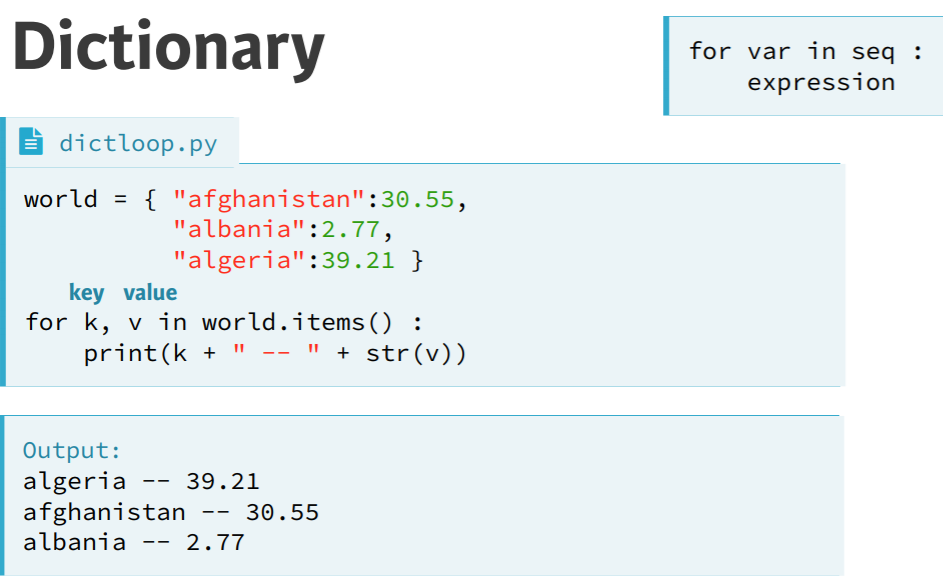 Dictionary
for var in seq :
    expression
dictloop.py
world = { "afghanistan":30.55,
          "albania":2.77,
          "algeria":39.21 }
key value
for k, v in world.items() :
    print(k + " -- " + str(v))
Output:
algeria -- 39.21
afghanistan -- 30.55
albania -- 2.77